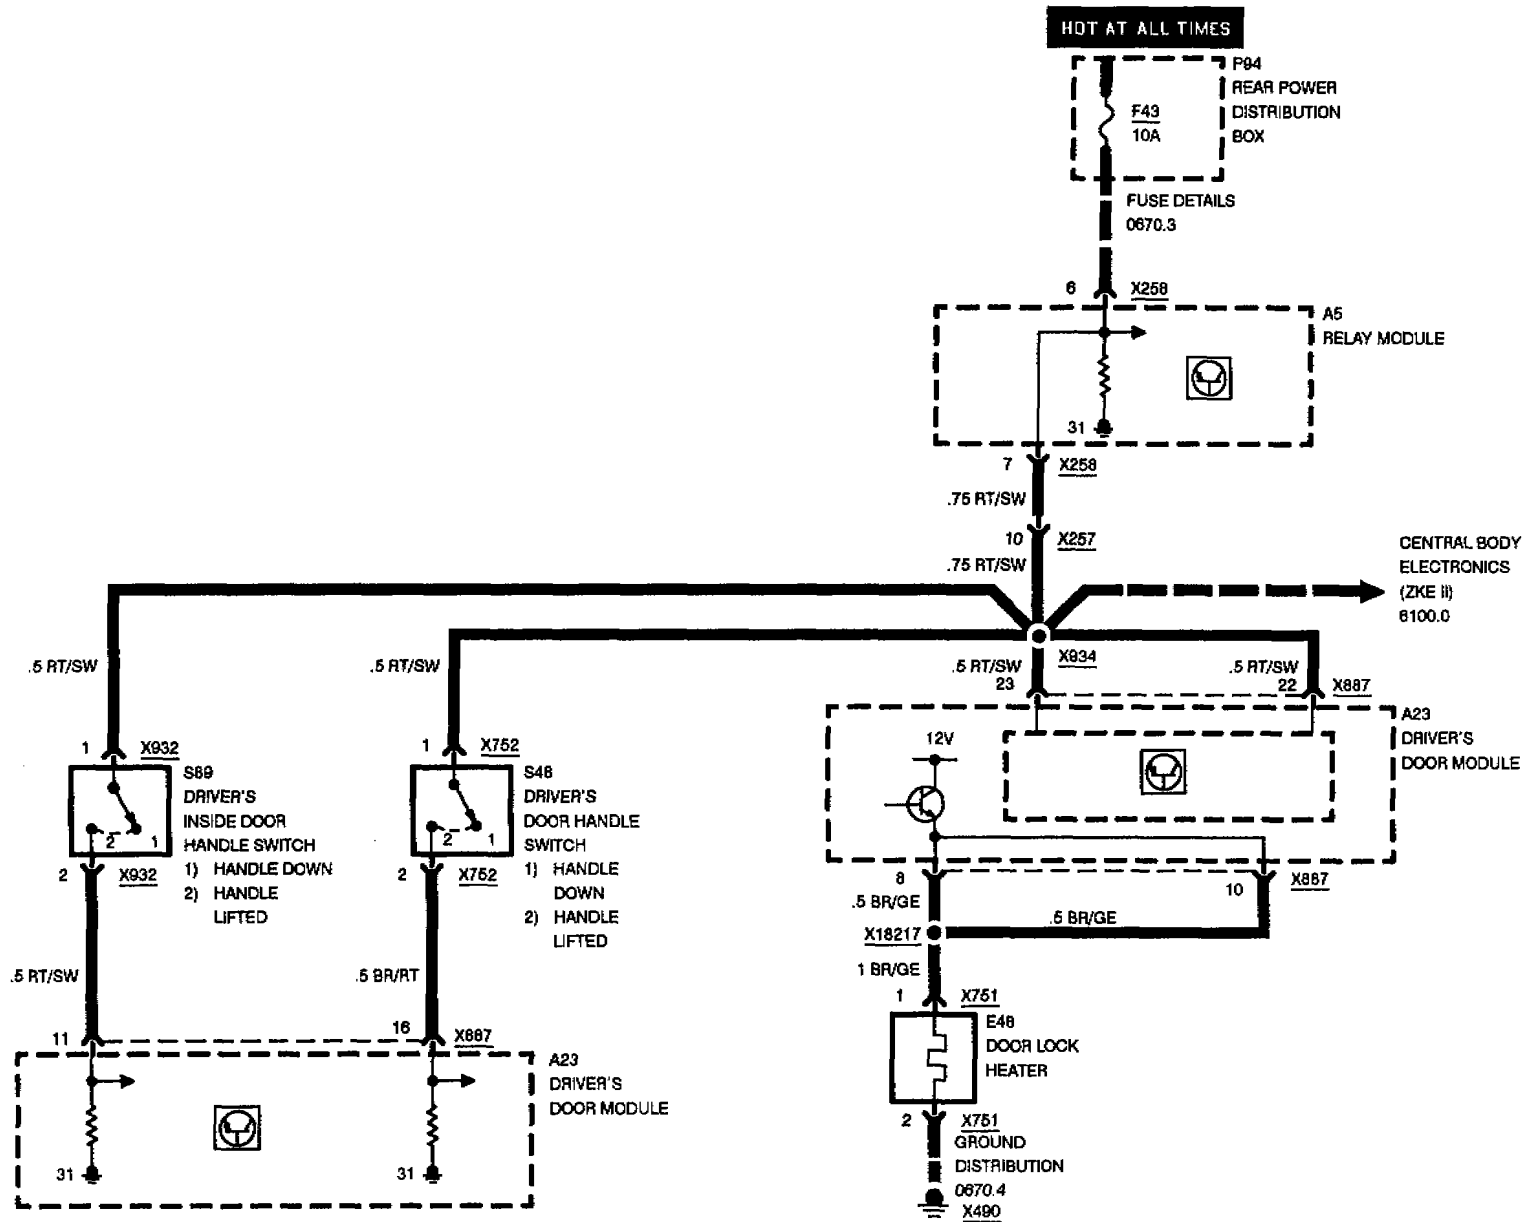 HOT AT ALL TIMES
P94
REAR POWER
DISTRIBUTION
BOX
F43
10A
FUSE DETAILS
0670.3
6
X258
A5
RELAY MODULE
31
7
X258
.75 RT/SW
10
X257
.75 RT/SW
CENTRAL BODY
ELECTRONICS
(ZKE II)
6100.0
X934
.5 RT/SW
.5 RT/SW
.5 RT/SW
23
.5 RT/SW
22
X887
A23
DRIVER'S
DOOR MODULE
12V
1
X932
S89
DRIVER'S
INSIDE DOOR
HANDLE SWITCH
1) HANDLE DOWN
2) HANDLE
LIFTED
2
1
2
X932
1
X752
S48
DRIVER'S
DOOR HANDLE
SWITCH
1) HANDLE
DOWN
2) HANDLE
LIFTED
2
1
2
X752
8
10
X887
.5 BR/GE
.5 BR/GE
X18217
1 BR/GE
1
X751
E48
DOOR LOCK
HEATER
2
X751
GROUND
DISTRIBUTION
0670.4
X490
.5 RT/SW
.5 BR/RT
11
16
X887
A23
DRIVER'S
DOOR MODULE
31
31